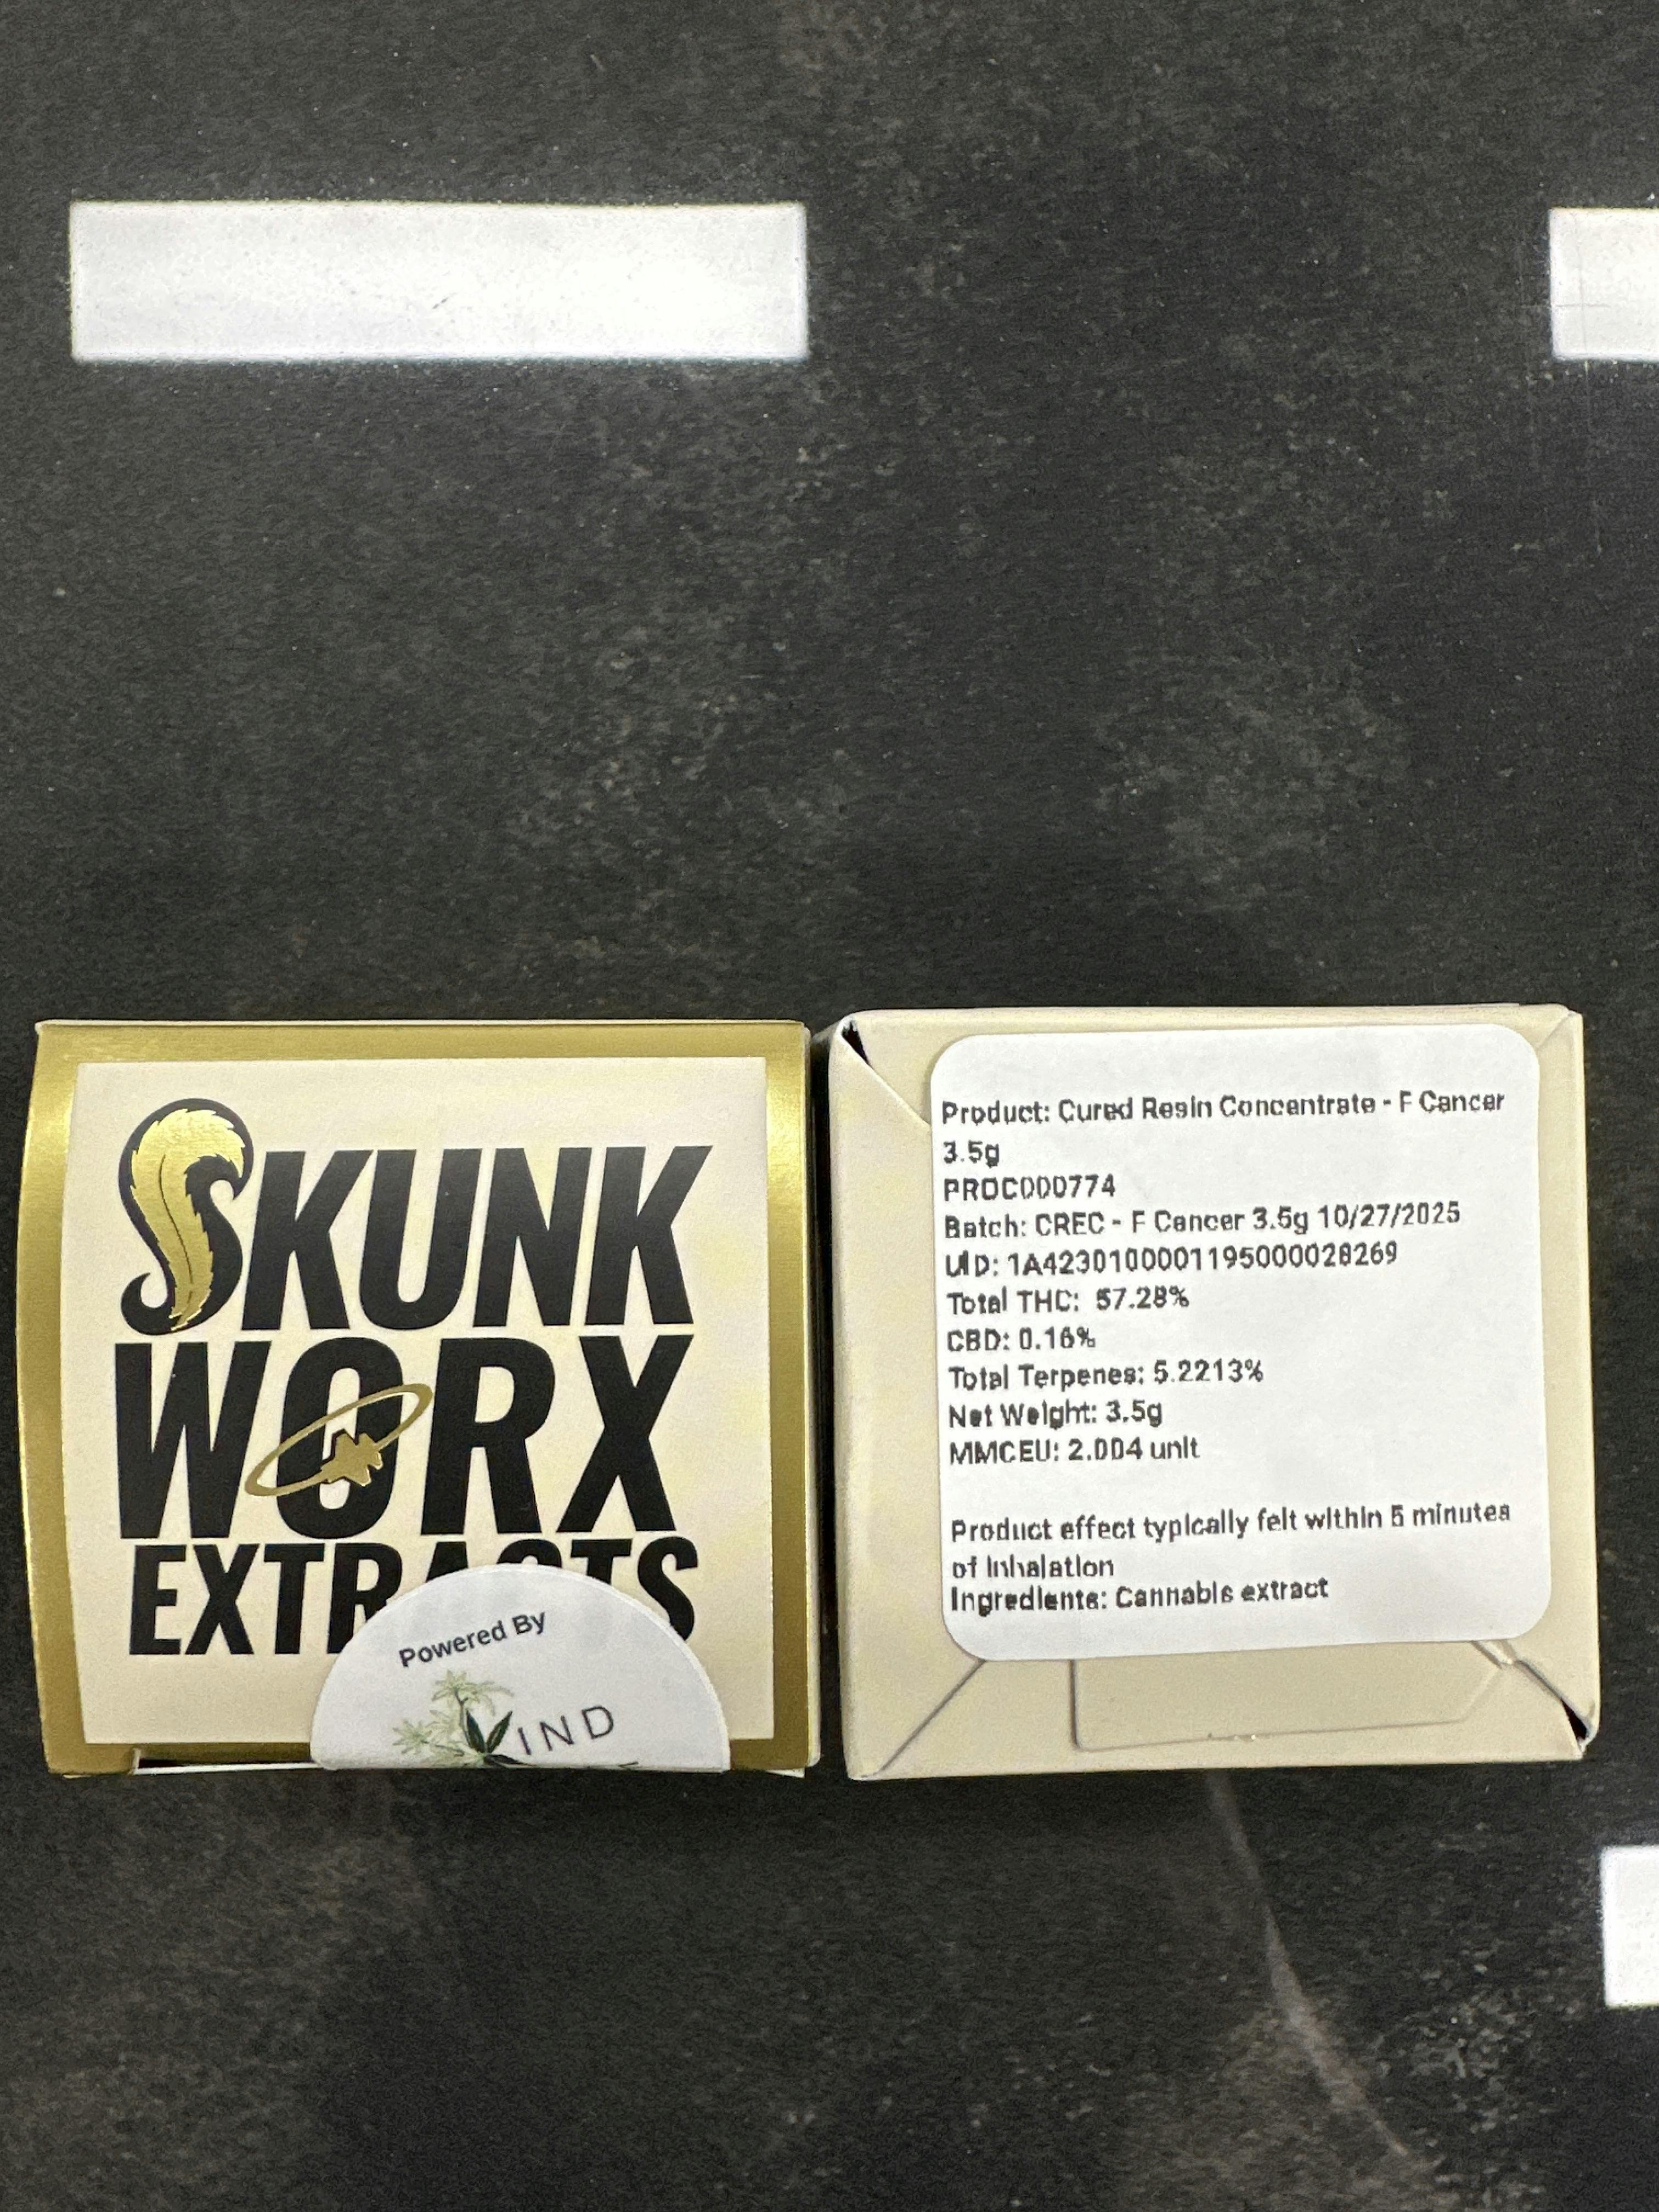 SKUNK
WORX
EXTRACTS
Powered By
KIND
Product: Cured Resin Concentrate - F Cancer
3.5g
PROC000774
Batch: CREC - F Cancer 3.5g 10/27/2025
UID: 1A4230100001195000028269
Total THC: 57.28%
CBD: 0.16%
Total Terpenes: 5.2213%
Net Weight: 3.5g
MMCEU: 2.004 unit
Product effect typically felt within 5 minutes
of inhalation
Ingredients: Cannabis extract